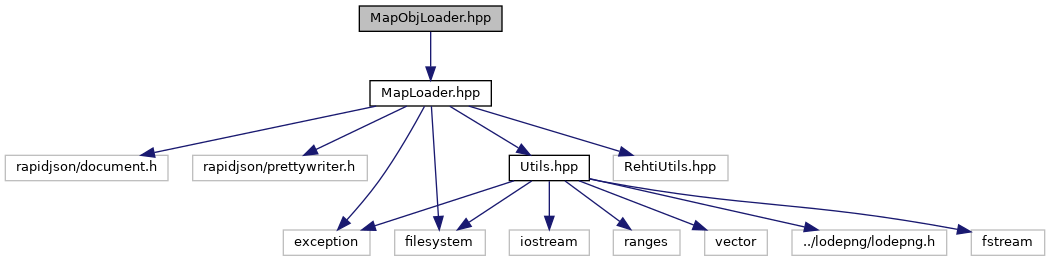 MapObjLoader.hpp
MapLoader.hpp
rapidjson/document.h
rapidjson/prettywriter.h
Utils.hpp
RehtiUtils.hpp
exception
filesystem
iostream
ranges
vector
../lodepng/lodepng.h
fstream